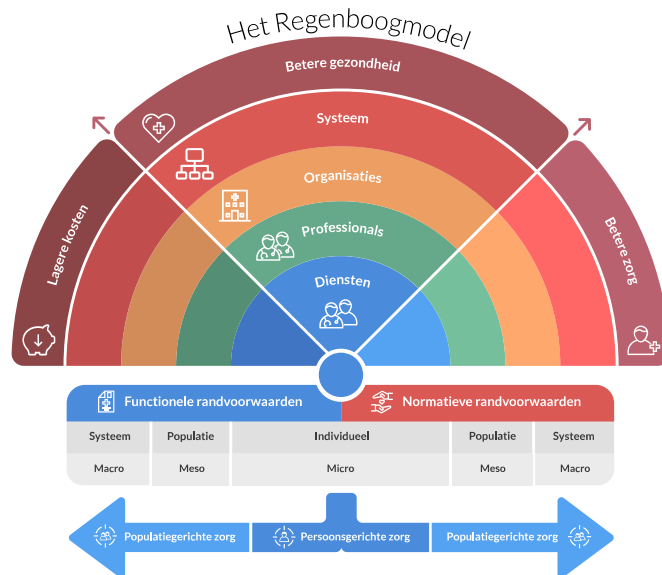 Het Regenboogmodel
Betere gezondheid
Systeem
Organisaties
Professionals
Diensten
Lagere kosten
Betere zorg
Functionele randvoorwaarden
Normatieve randvoorwaarden
Systeem Populatie Individueel Populatie Systeem
Macro Meso Micro Meso Macro
Populatiegerichte zorg Persoonsgerichte zorg Populatiegerichte zorg